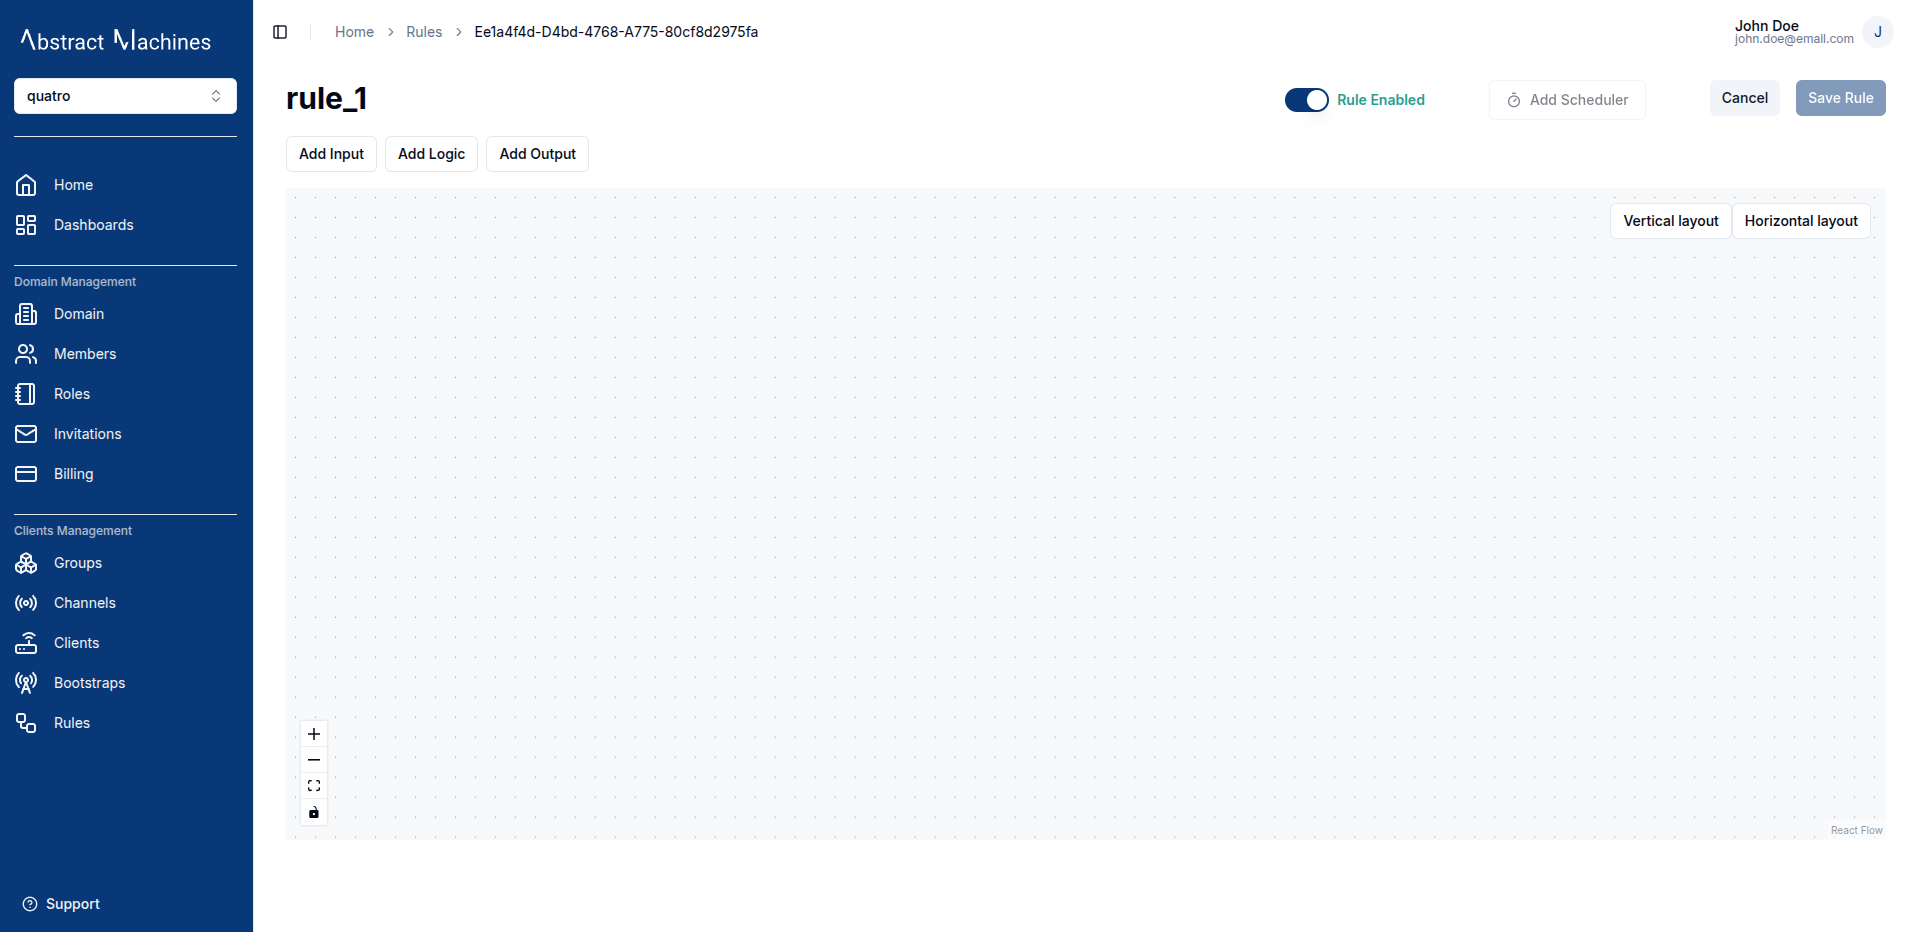 Abstract Machines
quatro
Home
Dashboards
Domain Management
Domain
Members
Roles
Invitations
Billing
Clients Management
Groups
Channels
Clients
Bootstraps
Rules
Support
Home
Rules
Ee1a4f4d-D4bd-4768-A775-80cf8d2975fa
John Doe
john.doe@email.com
J
rule_1
Rule Enabled
Add Scheduler
Cancel
Save Rule
Add Input
Add Logic
Add Output
Vertical layout
Horizontal layout
React Flow